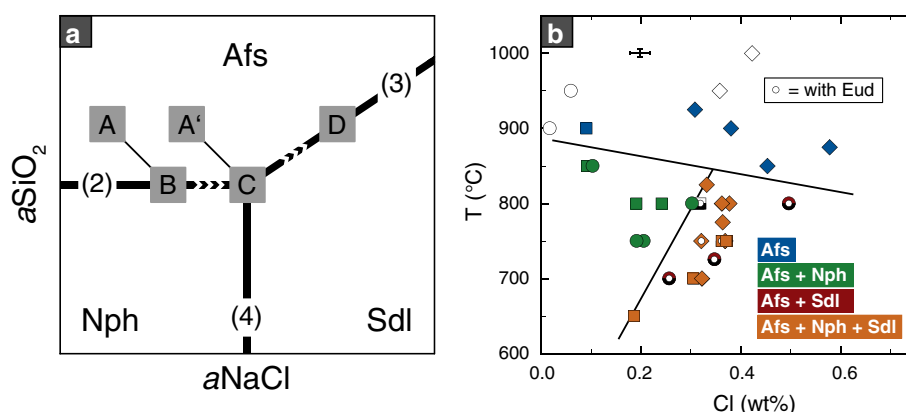 a
Afs
(3)
A
A‘
D
aSiO2
(2)
B
C
Nph
(4)
Sdl
aNaCl
b
1000
= with Eud
900
T (°C)
800
Afs
Afs + Nph
700
Afs + Sdl
Afs + Nph + Sdl
600
0.0
0.2
0.4
0.6
Cl (wt%)